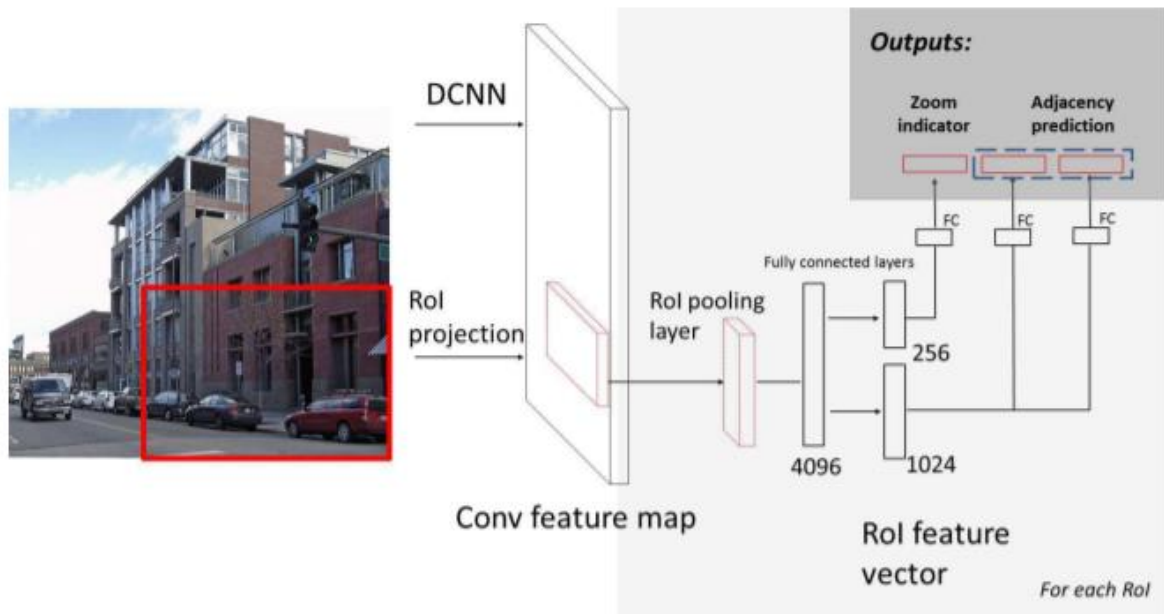 Outputs:
Zoom
indicator
Adjacency
prediction
DCNN
FC
FC
FC
Fully connected layers
RoI
projection
RoI pooling
layer
256
4096
1024
Conv feature map
RoI feature
vector
For each RoI